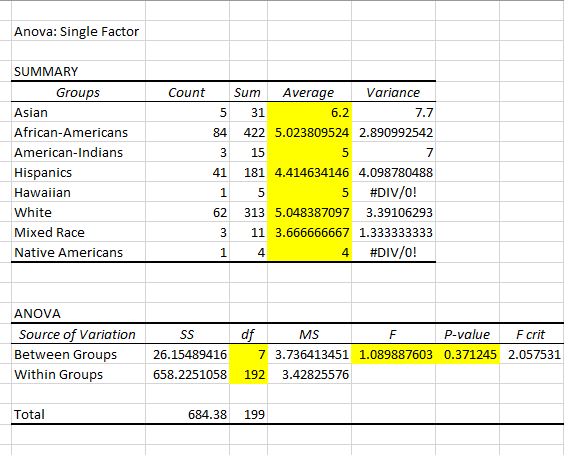 Anova: Single Factor
SUMMARY
Groups Count Sum Average Variance
Asian 5 31 6.2 7.7
African-Americans 84 422 5.023809524 2.890992542
American-Indians 3 15 5 7
Hispanics 41 181 4.414634146 4.098780488
Hawaiian 1 5 5 #DIV/0!
White 62 313 5.048387097 3.39106293
Mixed Race 3 11 3.666666667 1.333333333
Native Americans 1 4 4 #DIV/0!
ANOVA
Source of Variation SS df MS F P-value F crit
Between Groups 26.15489416 7 3.736413451 1.089887603 0.371245 2.057531
Within Groups 658.2251058 192 3.42825576
Total 684.38 199